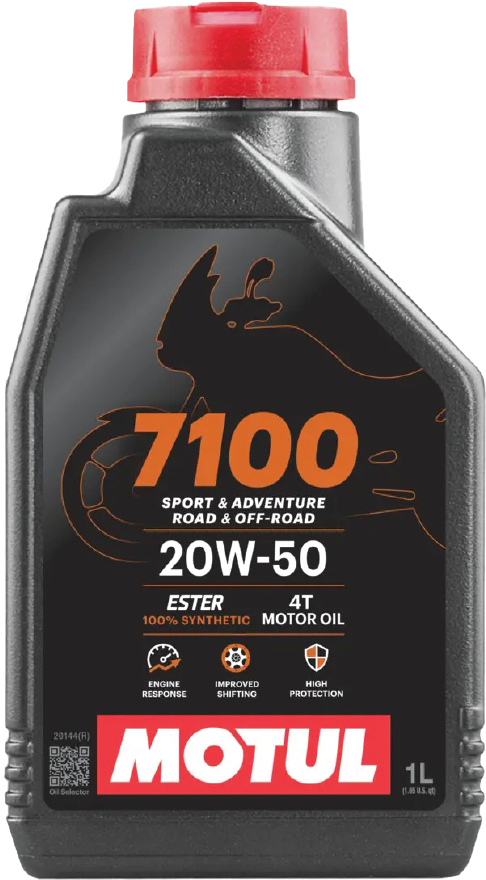 7100
SPORT & ADVENTURE
ROAD & OFF-ROAD
20W-50
ESTER
100% SYNTHETIC
4T
MOTOR OIL
ENGINE
RESPONSE
IMPROVED
SHIFTING
HIGH
PROTECTION
20144(R)
Oil Selector
MOTUL
1L
(1.05 U.S. qt)